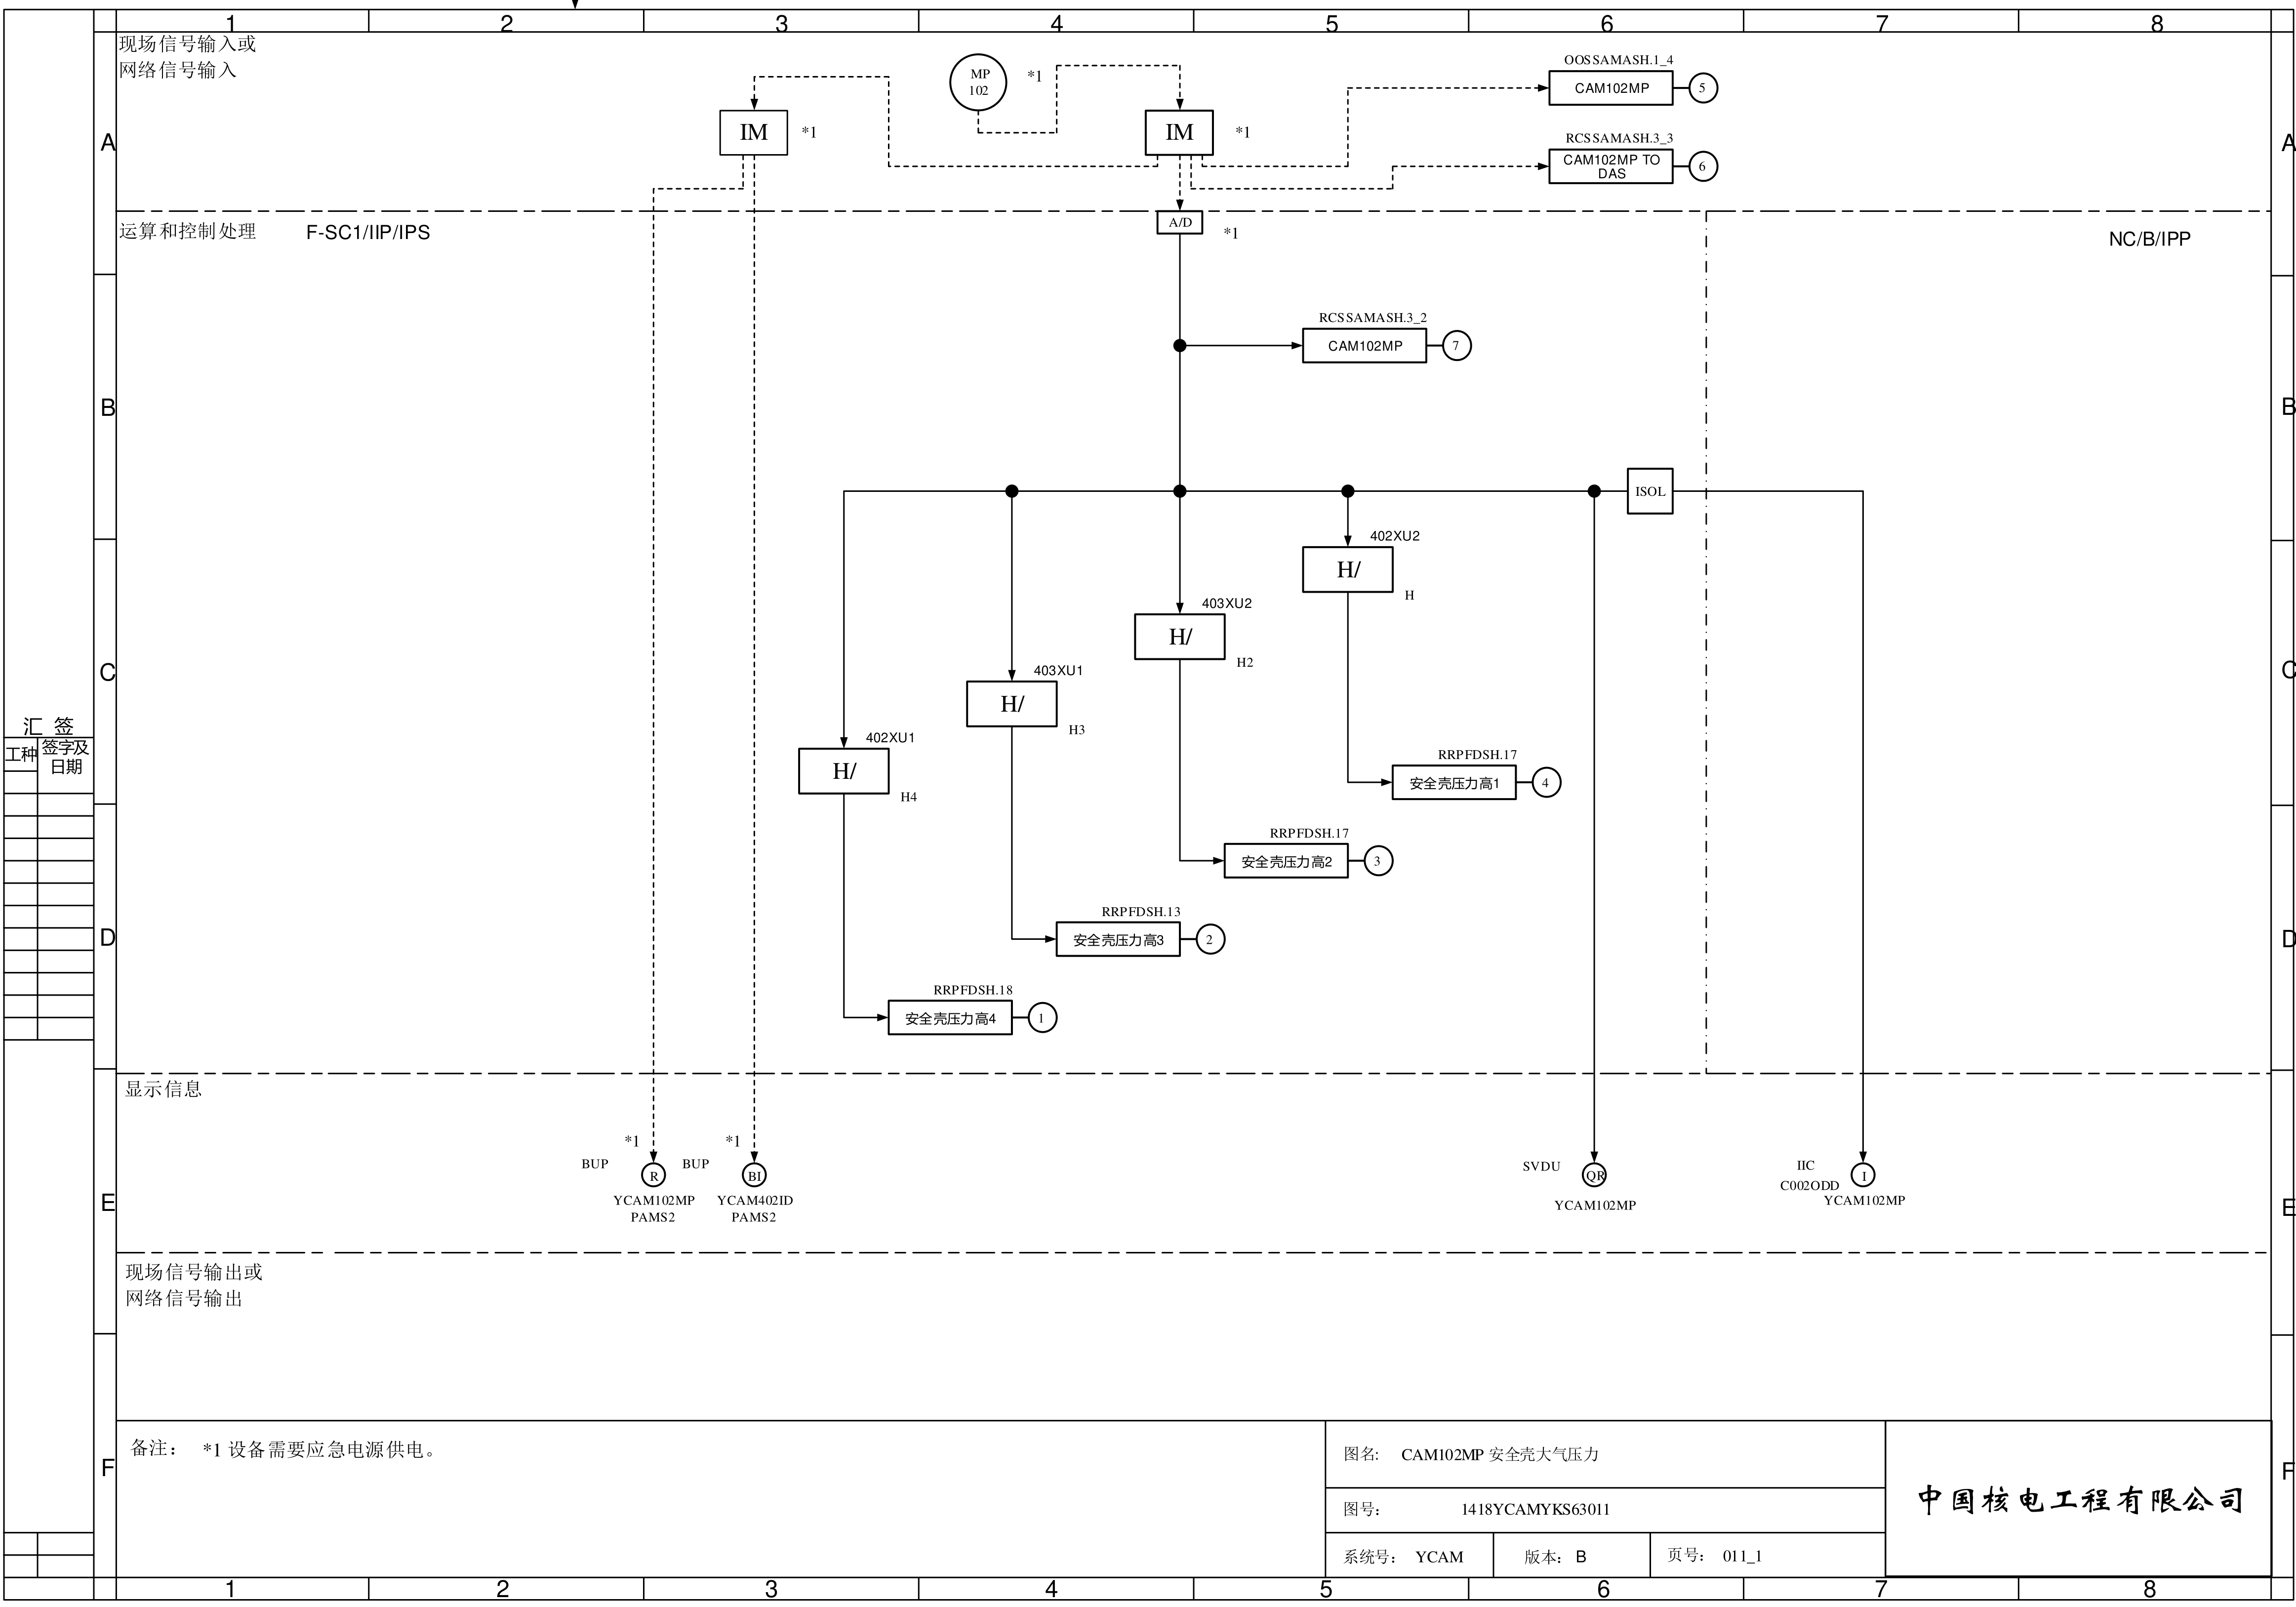 1 2 3 4 5 6 7 8
现场信号输入或
网络信号输入
MP
102
*1
OOSSAMASH.1_4
CAM102MP
5
IM
*1
IM
*1
RCSSAMASH.3_3
CAM102MP TO
DAS
6
A
A
运算和控制处理
F-SC1/IIP/IPS
A/D
*1
NC/B/IPP
RCSSAMASH.3_2
CAM102MP
7
B
B
ISOL
402XU2
H/
H
403XU2
H/
H2
403XU1
H/
H3
402XU1
H/
H4
C
C
汇 签
工种
签字及
日期
RRPFDSH.17
安全壳压力高1
4
RRPFDSH.17
安全壳压力高2
3
RRPFDSH.13
安全壳压力高3
2
RRPFDSH.18
安全壳压力高4
1
D
D
显示信息
*1
BUP
R
YCAM102MP
PAMS2
*1
BUP
BI
YCAM402ID
PAMS2
SVDU
QR
YCAM102MP
IIC
C002ODD
I
YCAM102MP
E
E
现场信号输出或
网络信号输出
备注： *1 设备需要应急电源供电。
F
F
图名: CAM102MP 安全壳大气压力
图号: 1418YCAMYKS63011
系统号: YCAM
版本: B
页号: 011_1
中国核电工程有限公司
1 2 3 4 5 6 7 8